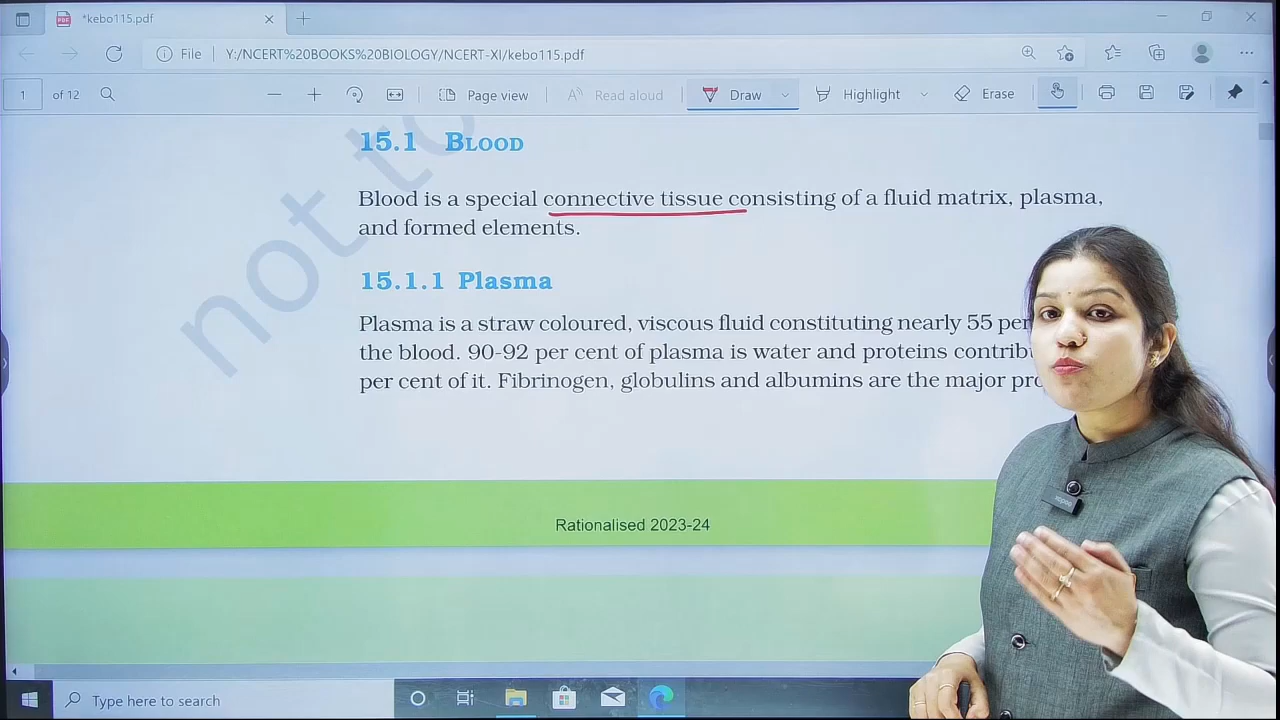 *kebo115.pdf
File
Y:/NCERT%20BOOKS%20BIOLOGY/NCERT-XI/kebo115.pdf
1 of 12
Page view
Read aloud
Draw
Highlight
Erase
15.1 BLOOD
Blood is a special connective tissue consisting of a fluid matrix, plasma,
and formed elements.
15.1.1 Plasma
Plasma is a straw coloured, viscous fluid constituting nearly 55 per
the blood. 90-92 per cent of plasma is water and proteins
per cent of it. Fibrinogen, globulins and albumins are the major
not to
Rationalised 2023-24
Type here to search